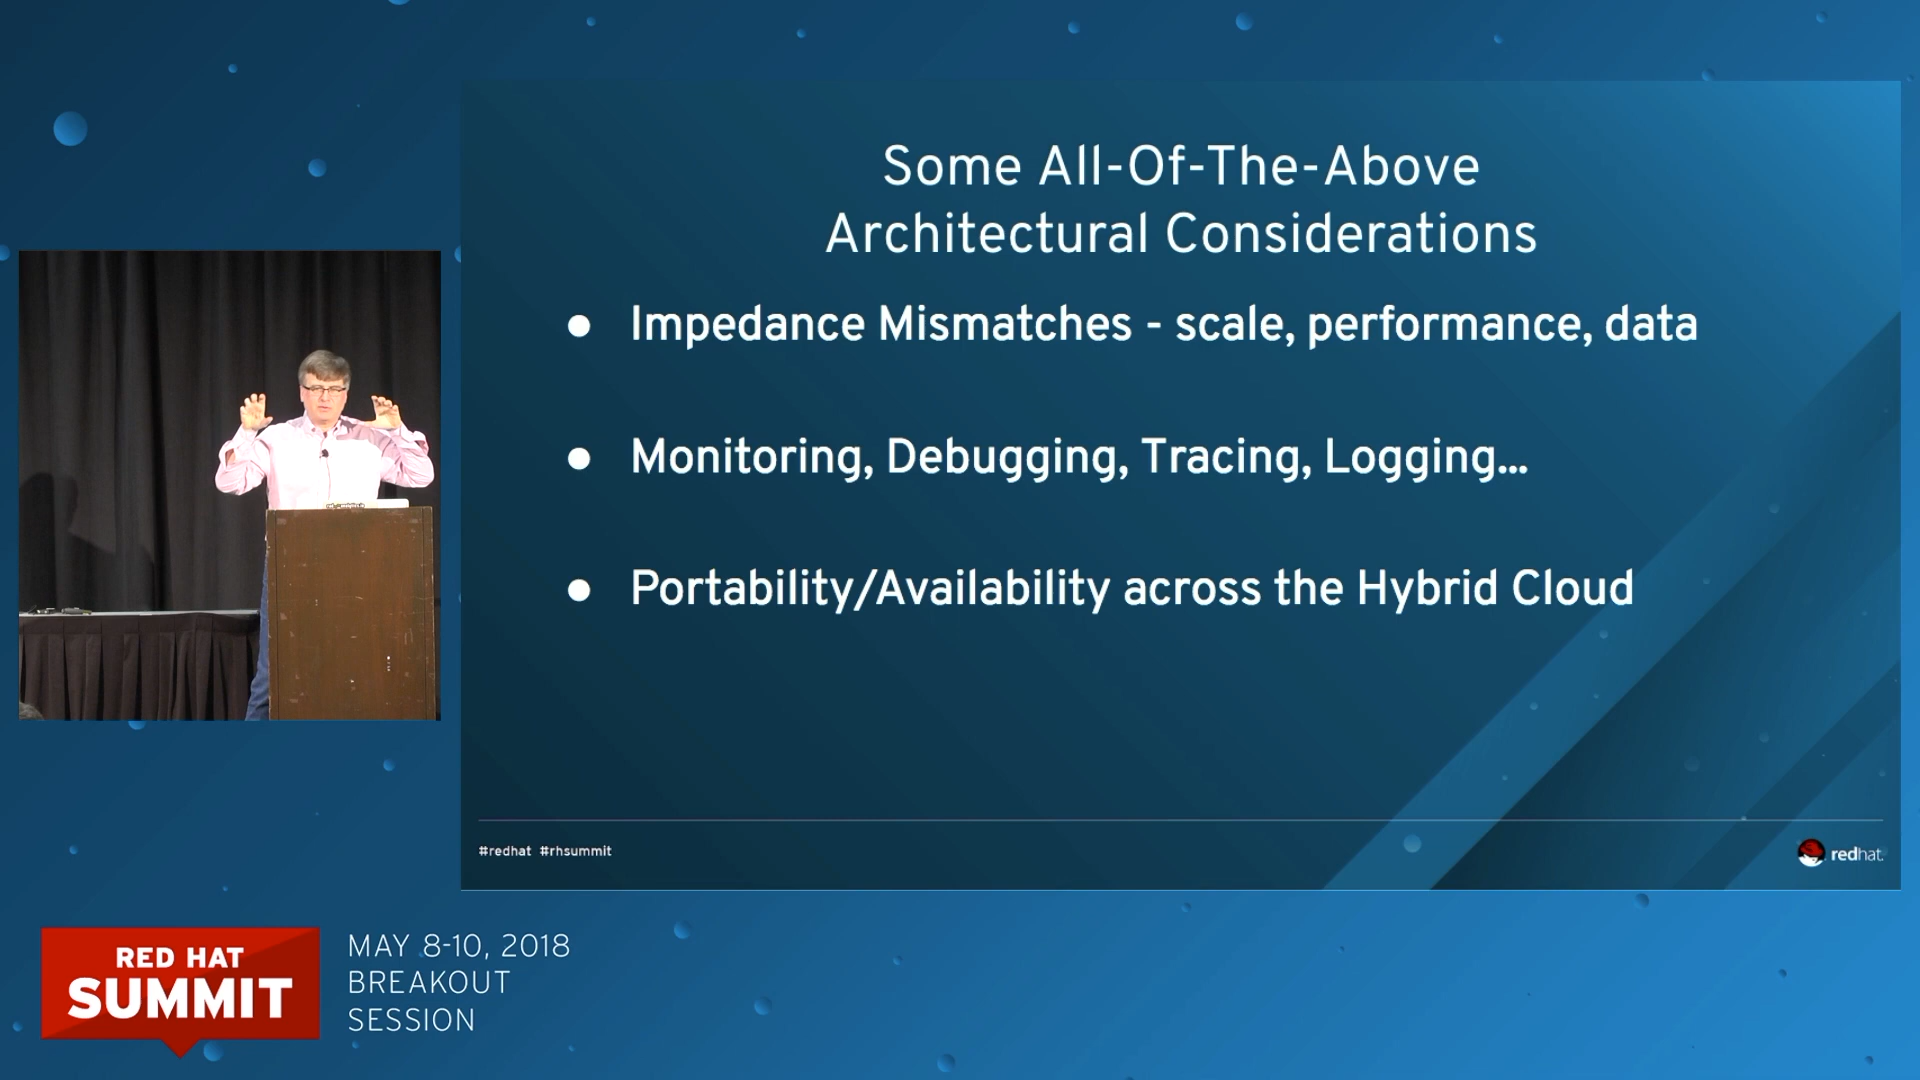 Some All-Of-The-Above
Architectural Considerations
● Impedance Mismatches - scale, performance, data
● Monitoring, Debugging, Tracing, Logging...
● Portability/Availability across the Hybrid Cloud
#redhat #rhsummit
redhat.
RED HAT
SUMMIT
MAY 8-10, 2018
BREAKOUT
SESSION